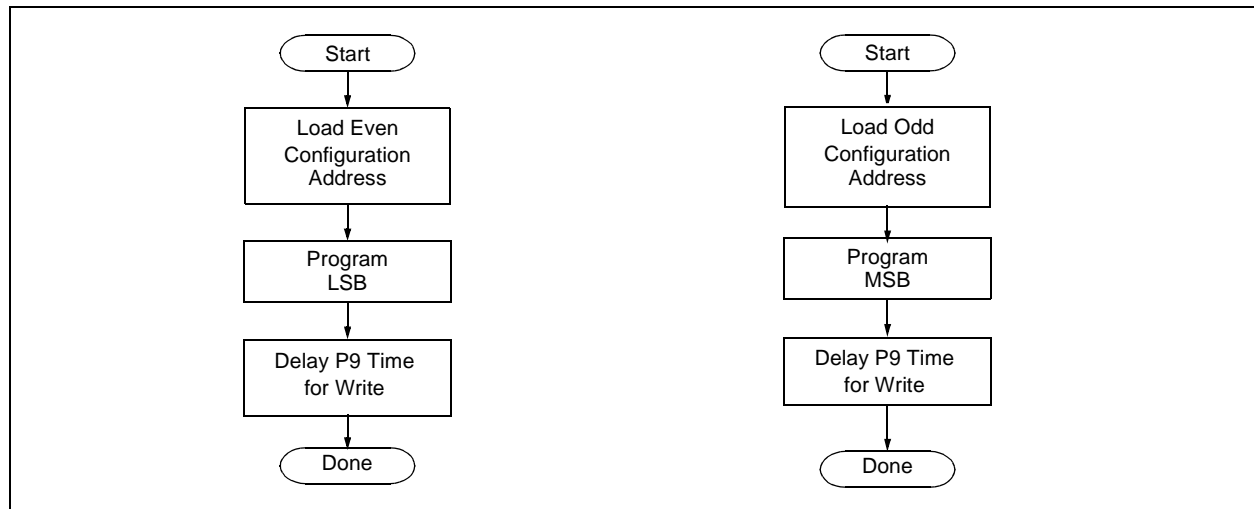 Start
Load Even
Configuration
Address
Program
LSB
Delay P9 Time
for Write
Done
Start
Load Odd
Configuration
Address
Program
MSB
Delay P9 Time
for Write
Done